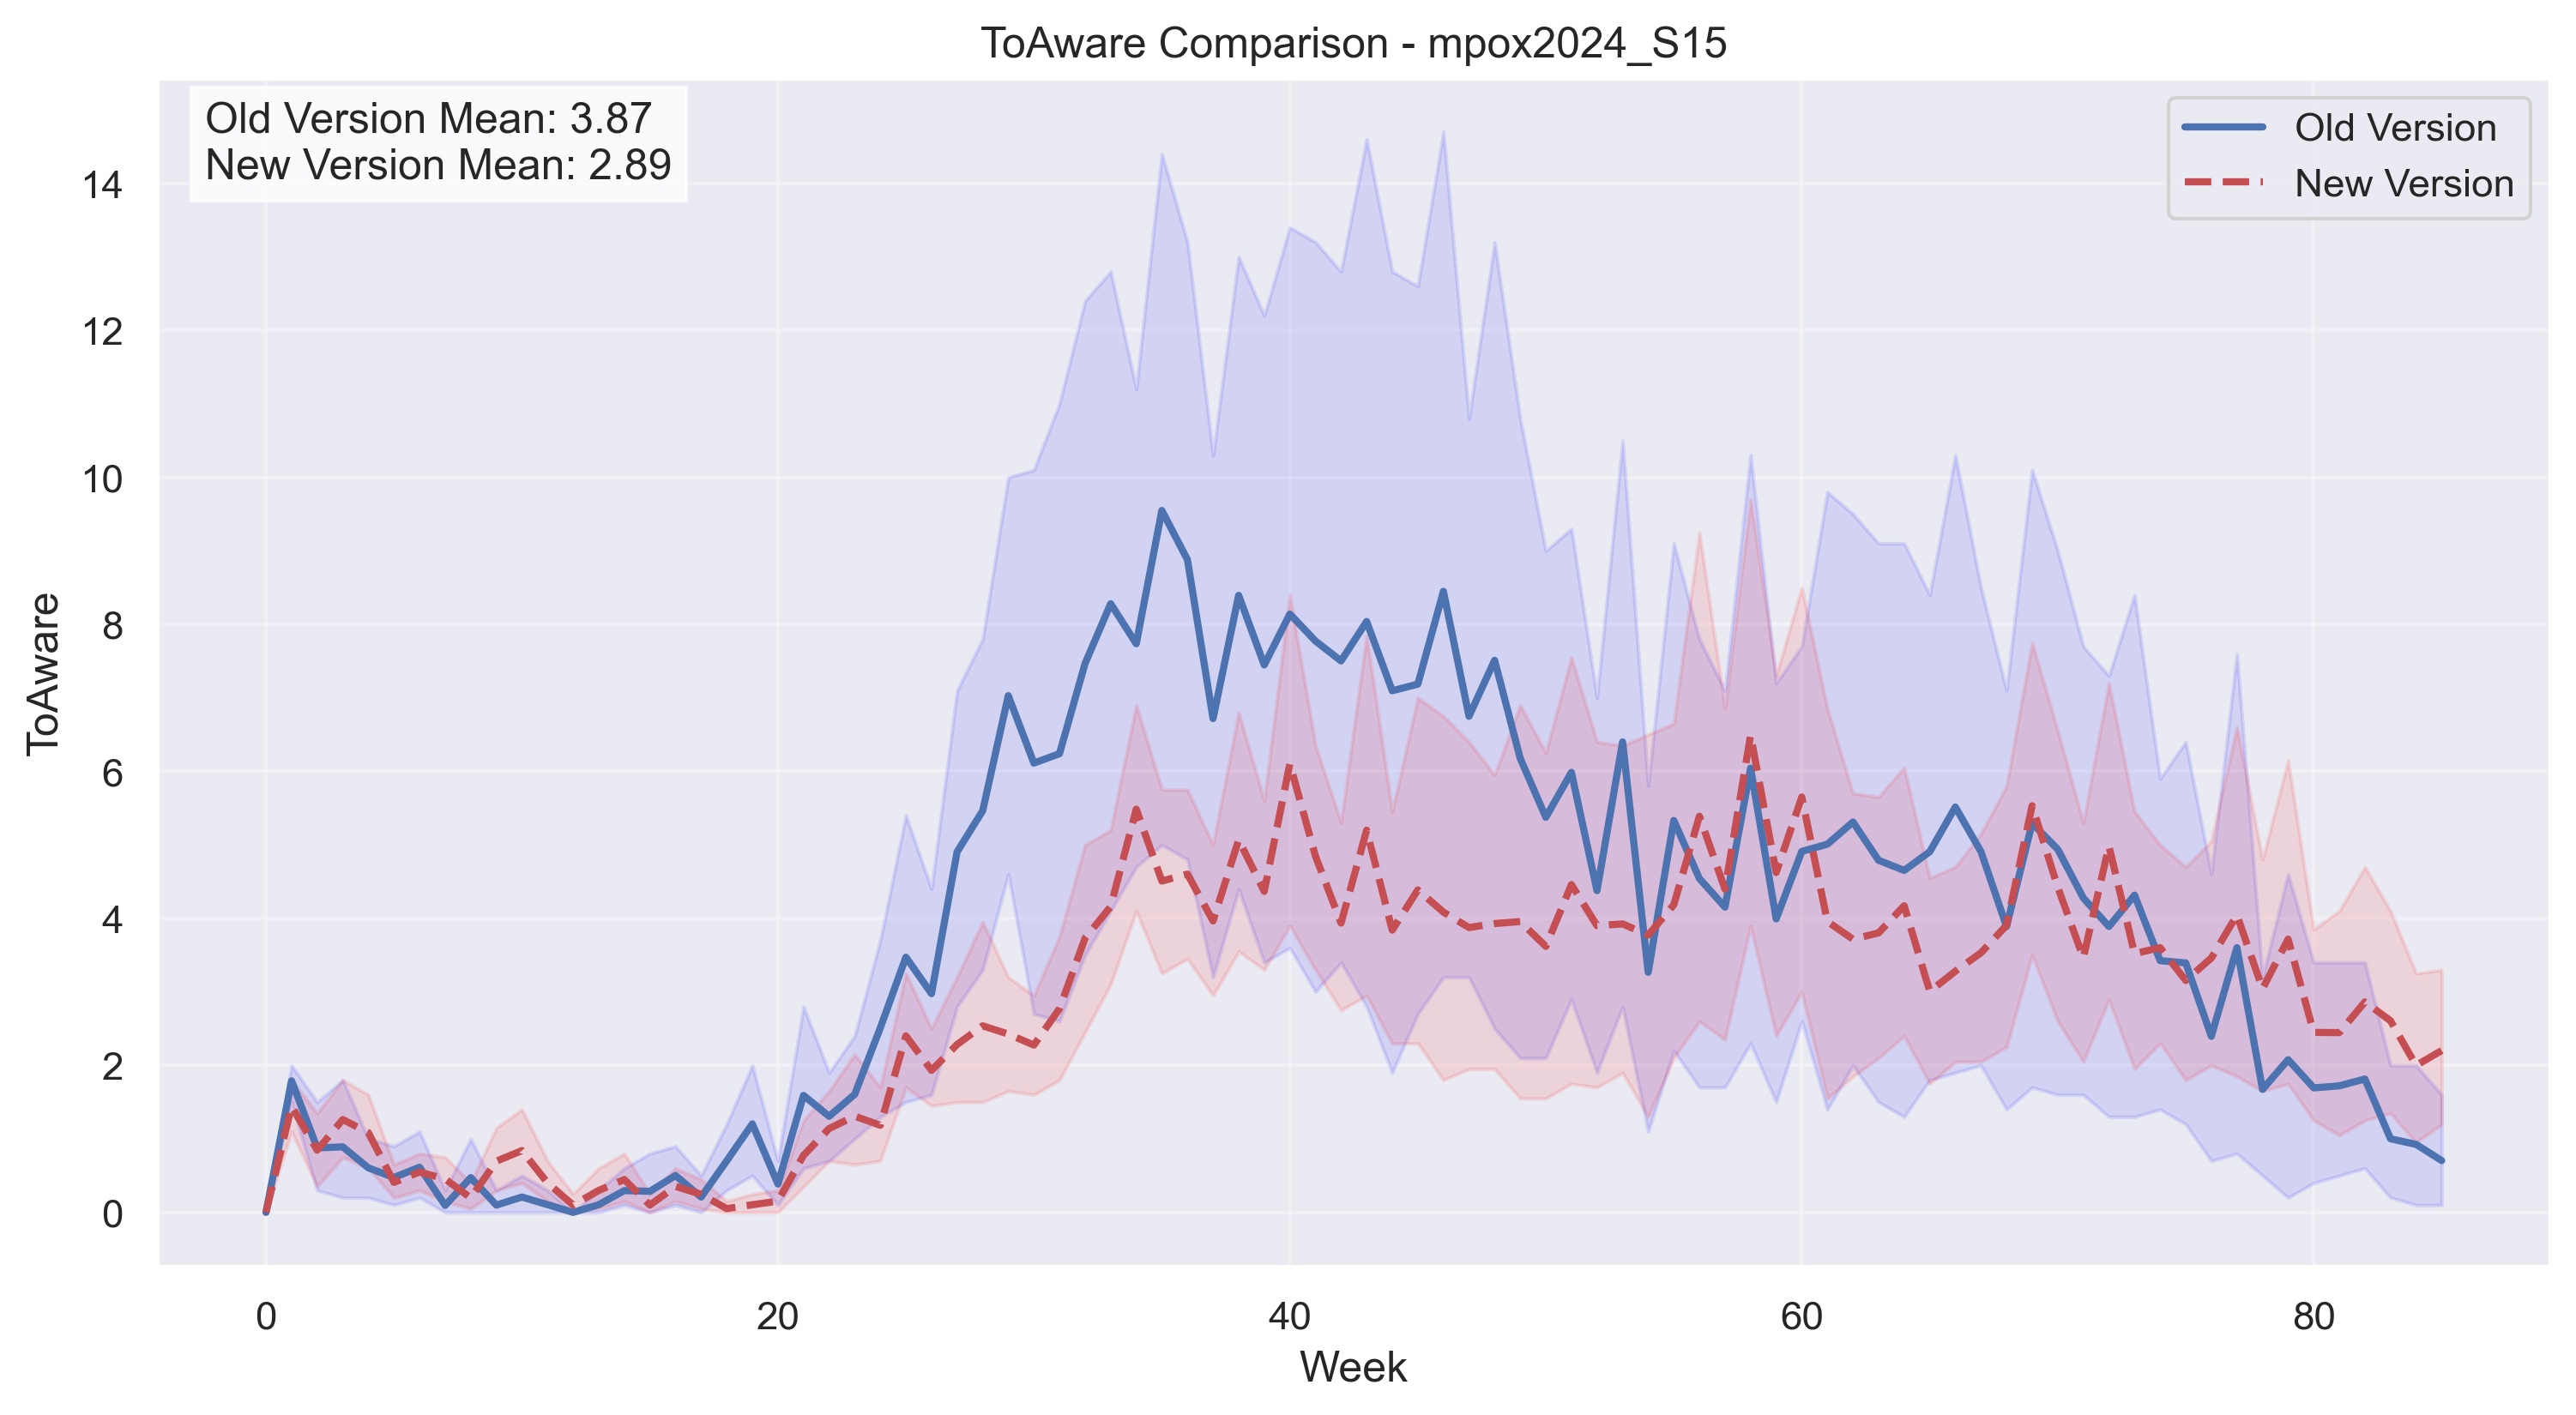 ToAware Comparison - mpox2024_S15
Old Version Mean: 3.87
New Version Mean: 2.89
Old Version
New Version
14
12
10
8
6
4
2
0
ToAware
0 20 40 60 80
Week